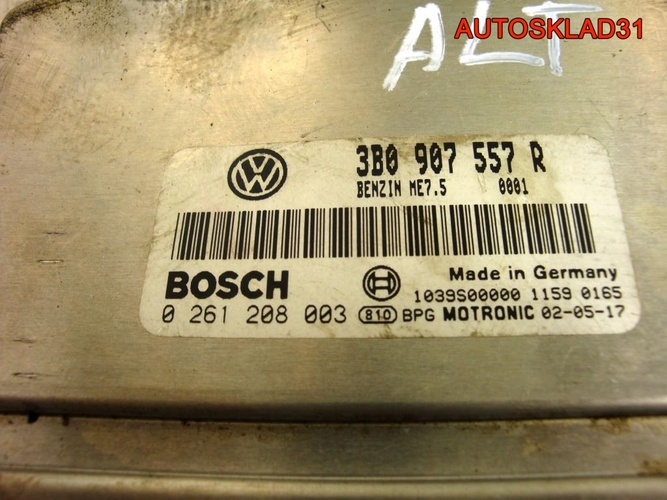 AUTOSKLAD31
ALT
3B0 907 557 R
BENZIN ME7.5 0001
BOSCH
Made in Germany
1039S00000 1159 0165
0 261 208 003 810 BPG MOTRONIC 02-05-17